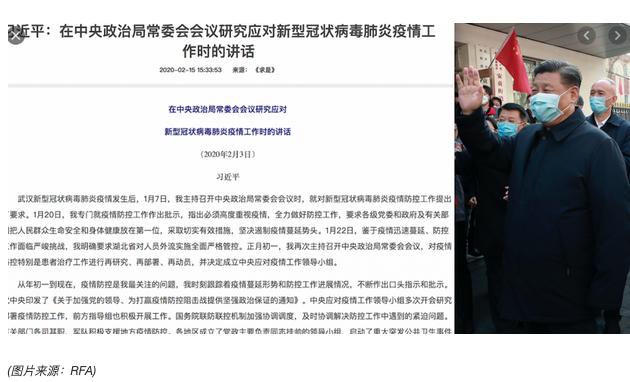 习近平：在中央政治局常委会会议研究应对新型冠状病毒肺炎疫情工
作时的讲话
2020-02-15 15:33:53 来源：《求是》
在中央政治局常委会会议研究应对
新型冠状病毒肺炎疫情工作时的讲话
（2020年2月3日）
习近平
武汉新型冠状病毒肺炎疫情发生后，1月7日，我主持召开中央政治局常委会会议时，就对新型冠状病毒肺炎疫情防控工作提出
要求。1月20日，我专门就疫情防控工作作出批示，指出必须高度重视疫情，全力做好防控工作，要求各级党委和政府及有关部
把人民群众生命安全和身体健康放在第一位，采取切实有效措施，坚决遏制疫情蔓延势头。1月22日，鉴于疫情迅速蔓延、防控
作面临严峻挑战，我明确要求湖北省对人员外流实施全面严格管控。正月初一，我再次主持召开中央政治局常委会会议，对疫情
控特别是患者治疗工作进行再研究、再部署、再动员，并决定成立中央应对疫情工作领导小组。
从年初一到现在，疫情防控是我最关注的问题，我时刻跟踪着疫情蔓延形势和防控工作进展情况，不断作出口头指示和批示。
中央印发了《关于加强党的领导、为打赢疫情防控阻击战提供坚强政治保证的通知》。中央应对疫情工作领导小组多次开会研究
署疫情防控工作，前方指导组也积极开展工作。国务院联防联控机制加强协调调度，及时协调解决防控工作中遇到的紧迫问题。
关部门各司其职，军队积极支援地方疫情防控。各地区成立了党政主要负责同志挂帅的领导小组，启动了重大突发公共卫生事件
(图片来源：RFA)